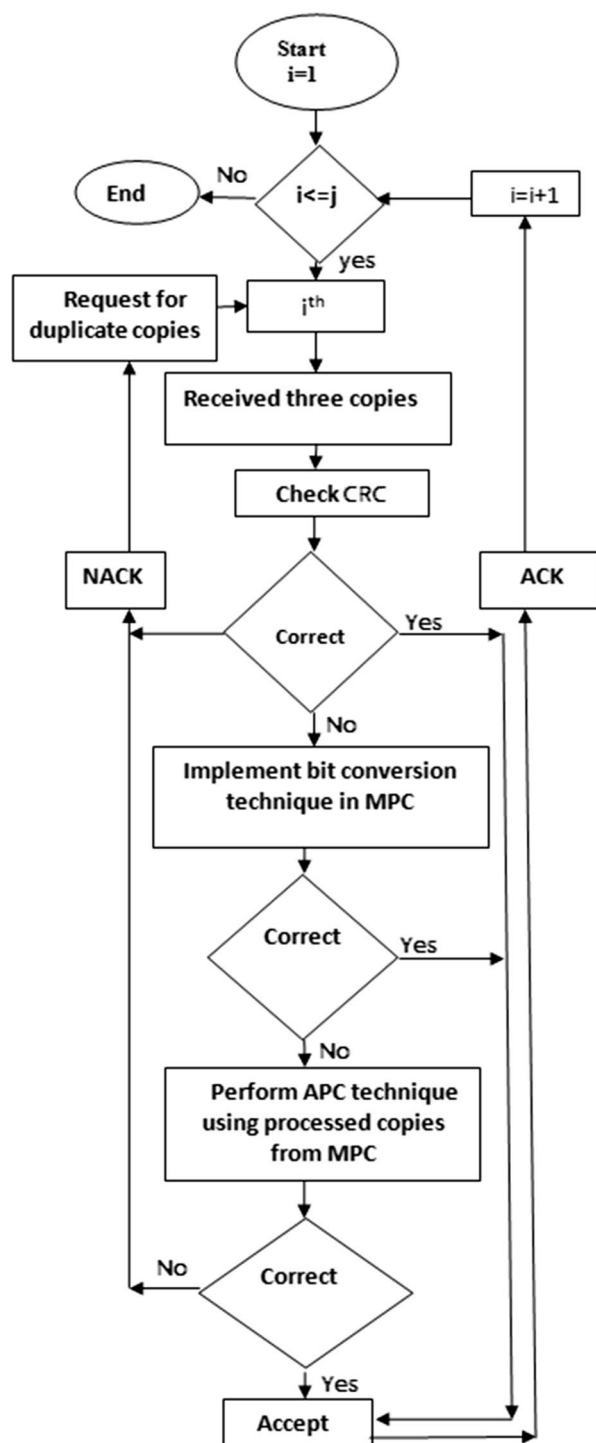 Start
i=1
No
End
i<=j
i=i+1
yes
Request for
duplicate copies
iᵗʰ
Received three copies
Check CRC
NACK
ACK
Correct
Yes
No
Implement bit conversion
technique in MPC
Correct
Yes
No
Perform APC technique
using processed copies
from MPC
No
Correct
Yes
Accept